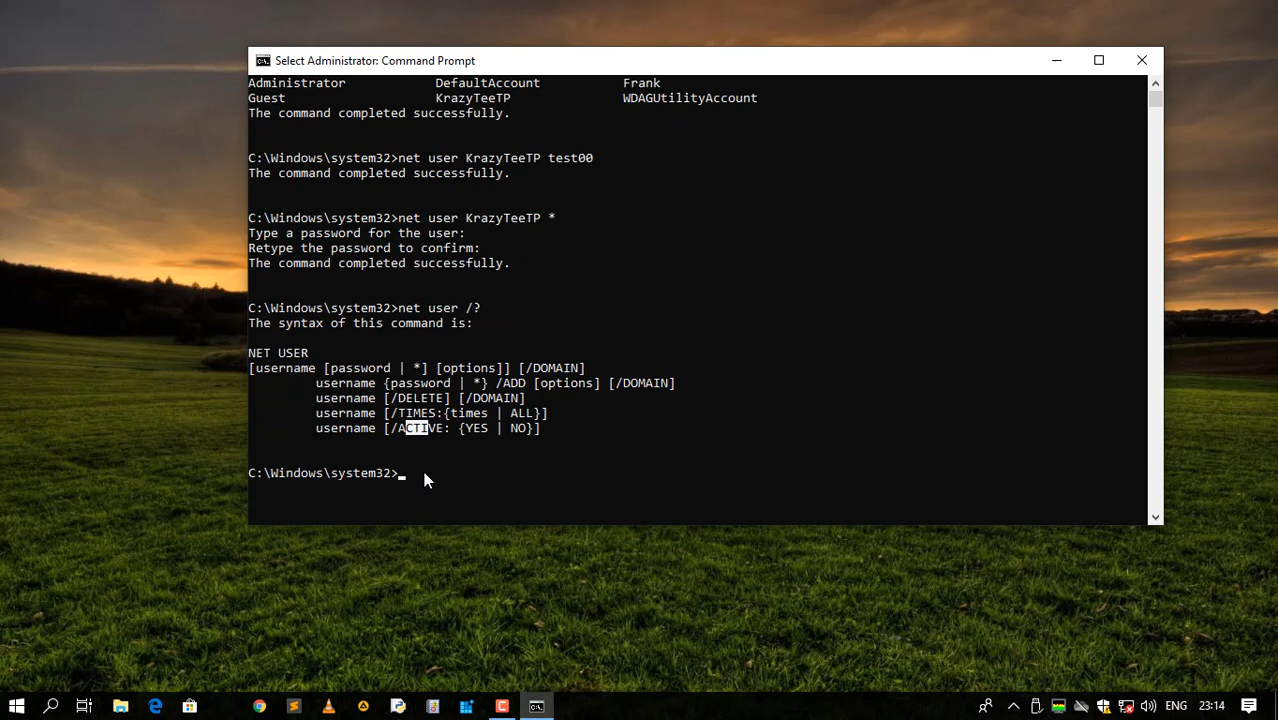 Select Administrator: Command Prompt
Administrator DefaultAccount Frank
Guest KrazyTeeTP WDAGUtilityAccount
The command completed successfully.
C:\Windows\system32>net user KrazyTeeTP test00
The command completed successfully.
C:\Windows\system32>net user KrazyTeeTP *
Type a password for the user:
Retype the password to confirm:
The command completed successfully.
C:\Windows\system32>net user /?
The syntax of this command is:
NET USER
[username [password | *] [options]] [/DOMAIN]
username {password | *} /ADD [options] [/DOMAIN]
username [/DELETE] [/DOMAIN]
username [/TIMES:{times | ALL}]
username [/ACTIVE: {YES | NO}]
C:\Windows\system32>
ENG 23:14